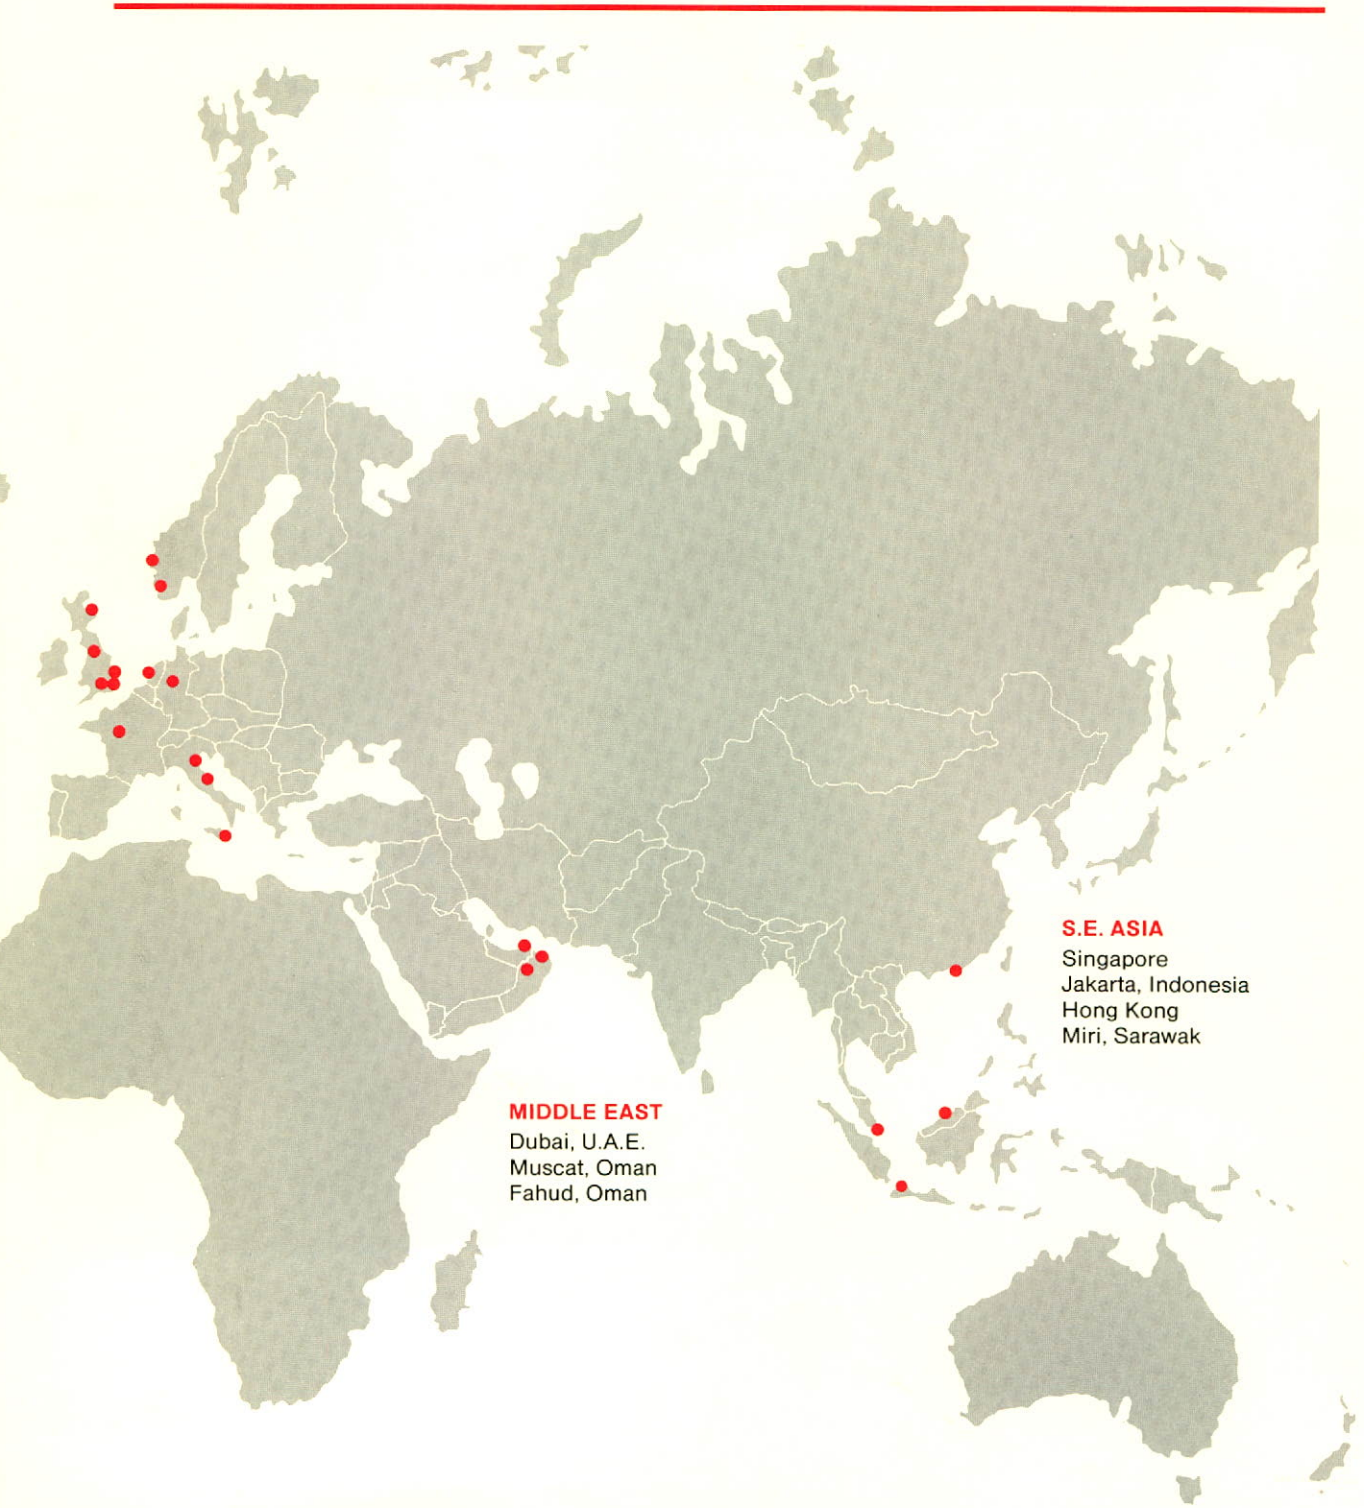 S.E. ASIA
Singapore
Jakarta, Indonesia
Hong Kong
Miri, Sarawak
MIDDLE EAST
Dubai, U.A.E.
Muscat, Oman
Fahud, Oman